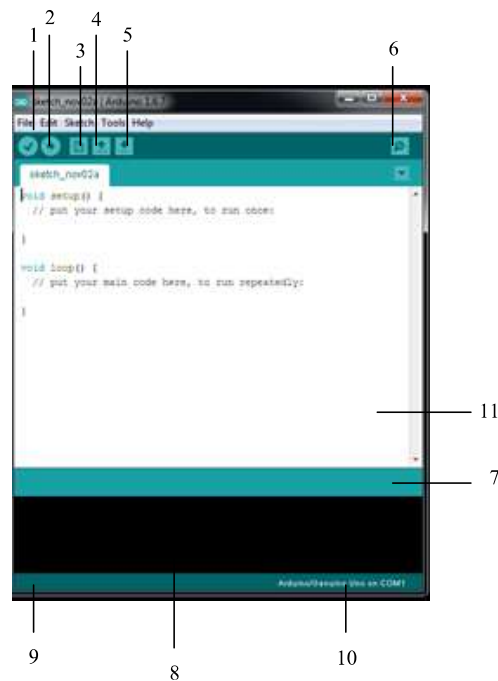 1 2 3 4 5 6
sketch_nov02a | Arduino 1.6.7
File Edit Sketch Tools Help
sketch_nov02a
void setup() {
// put your setup code here, to run once:
}
void loop() {
// put your main code here, to run repeatedly:
}
11
7
Arduino/Genuino Uno on COM1
9 8 10